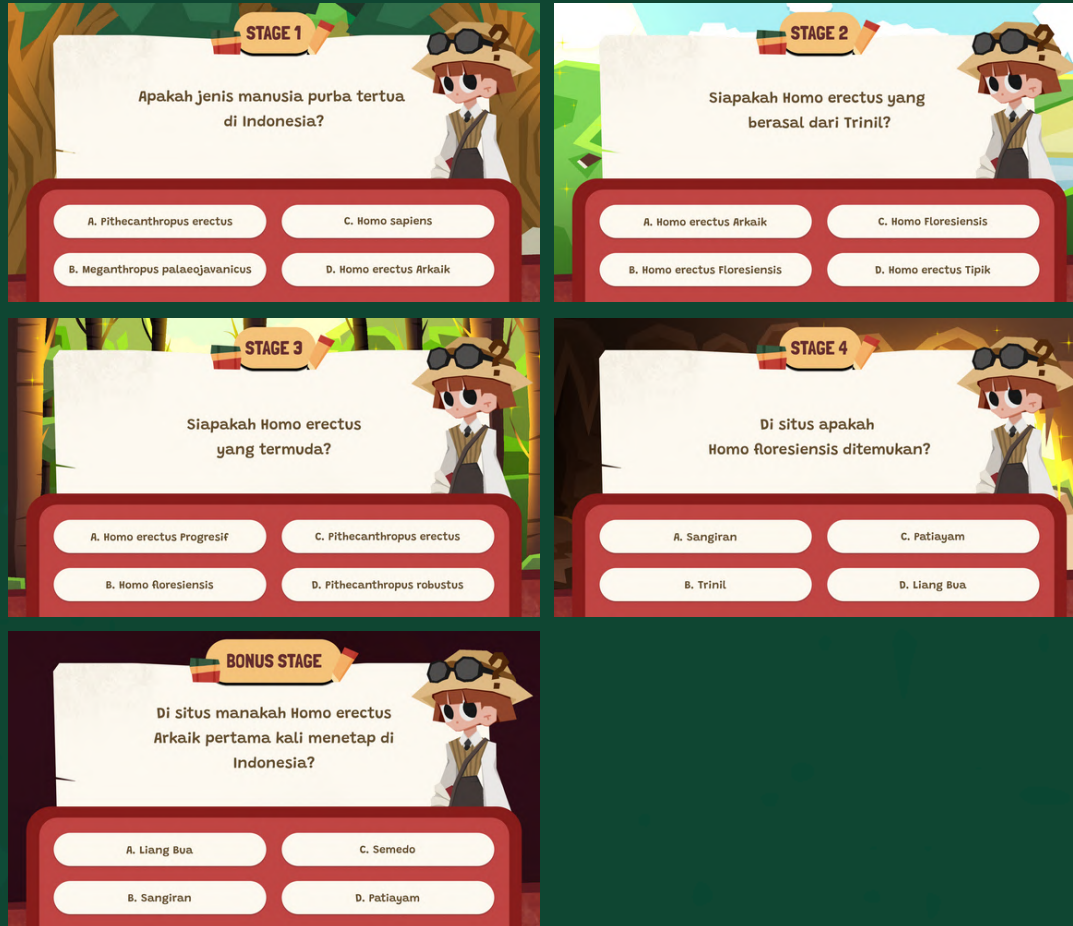 STAGE 1
Apakah jenis manusia purba tertua
di Indonesia?
A. Pithecanthropus erectus
C. Homo sapiens
B. Meganthropus palaeojavanicus
D. Homo erectus Arkaik
STAGE 2
Siapakah Homo erectus yang
berasal dari Trinil?
A. Homo erectus Arkaik
C. Homo Floresiensis
B. Homo erectus Floresiensis
D. Homo erectus Tipik
STAGE 3
Siapakah Homo erectus
yang termuda?
A. Homo erectus Progresif
C. Pithecanthropus erectus
B. Homo floresiensis
D. Pithecanthropus robustus
STAGE 4
Di situs apakah
Homo floresiensis ditemukan?
A. Sangiran
C. Patiayam
B. Trinil
D. Liang Bua
BONUS STAGE
Di situs manakah Homo erectus
Arkaik pertama kali menetap di
Indonesia?
A. Liang Bua
C. Semedo
B. Sangiran
D. Patiayam